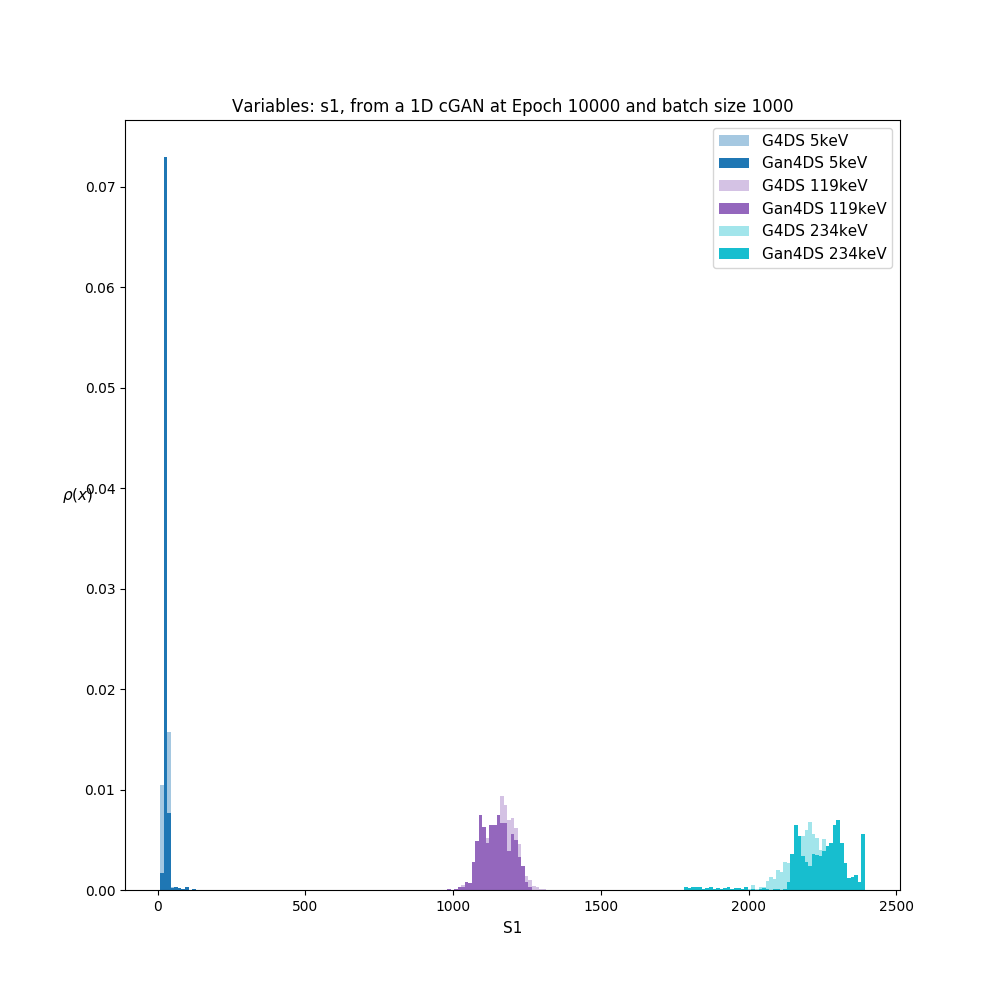 Variables: s1, from a 1D cGAN at Epoch 10000 and batch size 1000
G4DS 5keV
Gan4DS 5keV
G4DS 119keV
Gan4DS 119keV
G4DS 234keV
Gan4DS 234keV
0.07
0.06
0.05
0.04
ρ(x)
0.03
0.02
0.01
0.00
0 500 1000 1500 2000 2500
S1